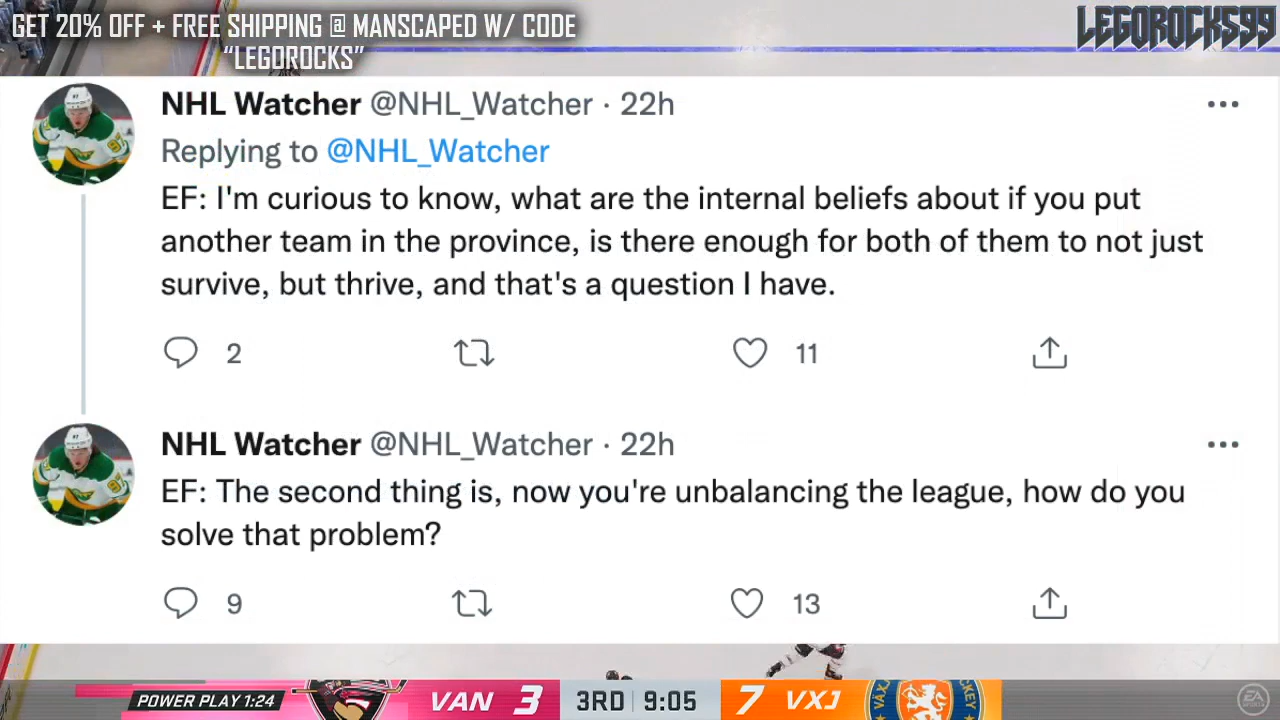 GET 20% OFF + FREE SHIPPING @ MANSCAPED W/ CODE
“LEGOROCKS”
LEGOROCKS99
NHL Watcher @NHL_Watcher · 22h
Replying to @NHL_Watcher
EF: I'm curious to know, what are the internal beliefs about if you put
another team in the province, is there enough for both of them to not just
survive, but thrive, and that's a question I have.
2 11
NHL Watcher @NHL_Watcher · 22h
EF: The second thing is, now you're unbalancing the league, how do you
solve that problem?
9 13
POWER PLAY 1:24 VAN 3 3RD 9:05 7 VXJ
EA